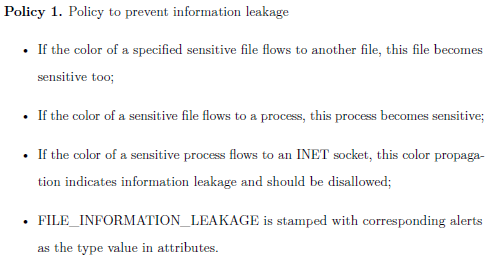 Policy 1. Policy to prevent information leakage
• If the color of a specified sensitive file flows to another file, this file becomes
sensitive too;
• If the color of a sensitive file flows to a process, this process becomes sensitive;
• If the color of a sensitive process flows to an INET socket, this color propaga-
tion indicates information leakage and should be disallowed;
• FILE_INFORMATION_LEAKAGE is stamped with corresponding alerts
as the type value in attributes.